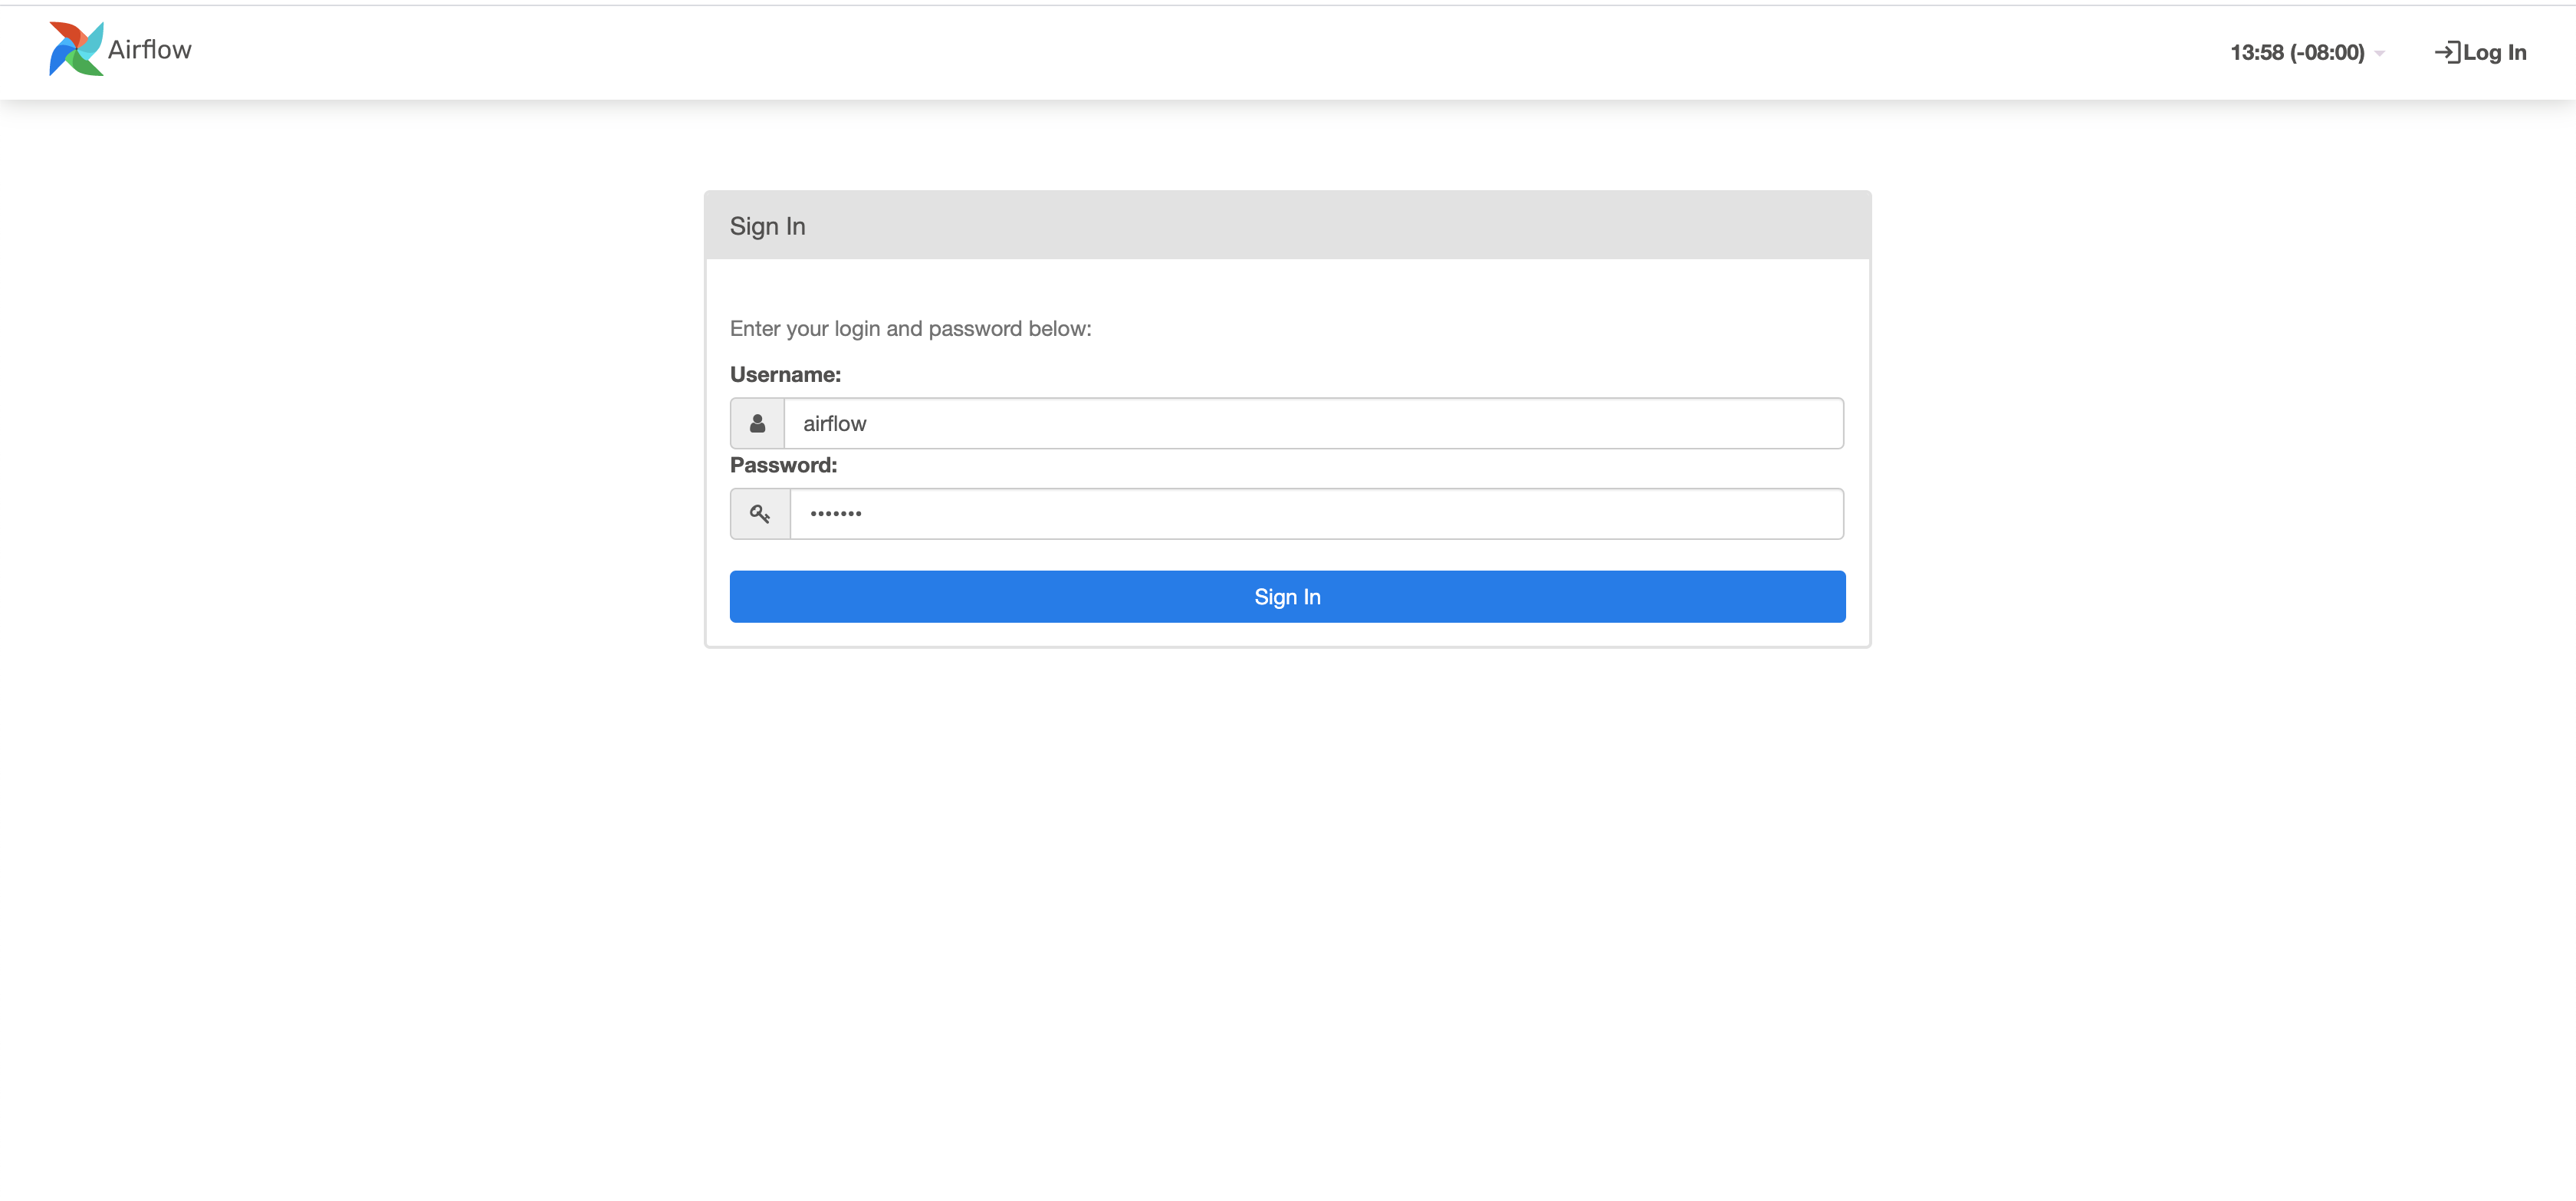 Airflow
13:58 (-08:00)
Log In
Sign In
Enter your login and password below:
Username:
airflow
Password:
•••••••
Sign In